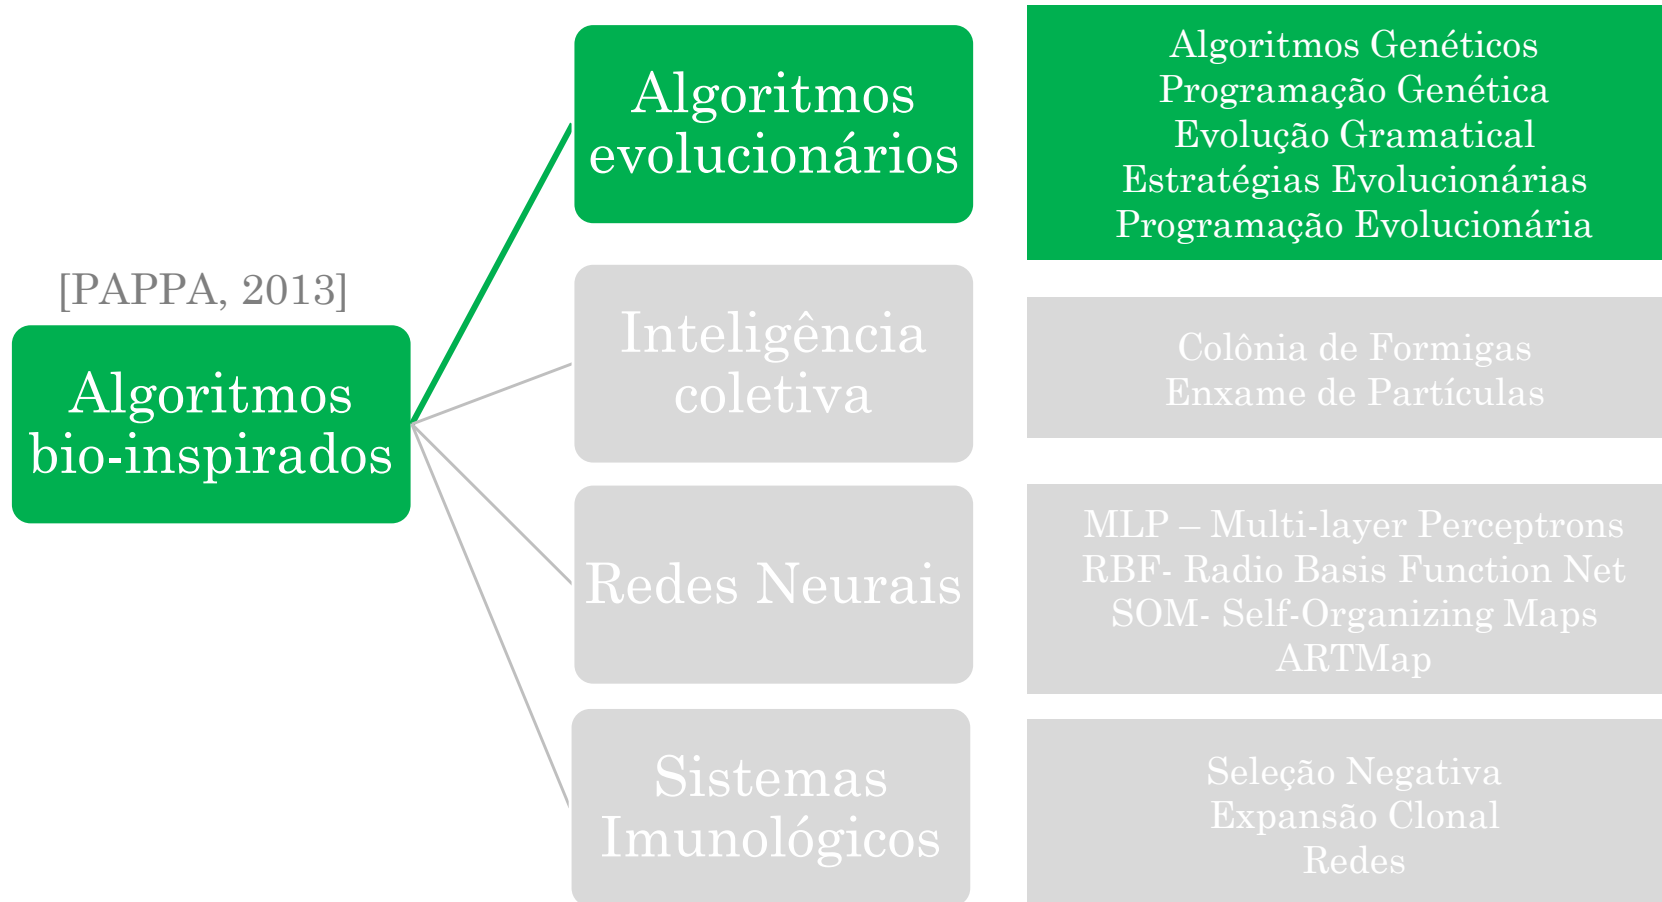 [PAPPA, 2013]
Algoritmos
bio-inspirados
Algoritmos
evolucionários
Algoritmos Genéticos
Programação Genética
Evolução Gramatical
Estratégias Evolucionárias
Programação Evolucionária
Inteligência
coletiva
Colônia de Formigas
Enxame de Partículas
Redes Neurais
MLP – Multi-layer Perceptrons
RBF- Radio Basis Function Net
SOM- Self-Organizing Maps
ARTMap
Sistemas
Imunológicos
Seleção Negativa
Expansão Clonal
Redes